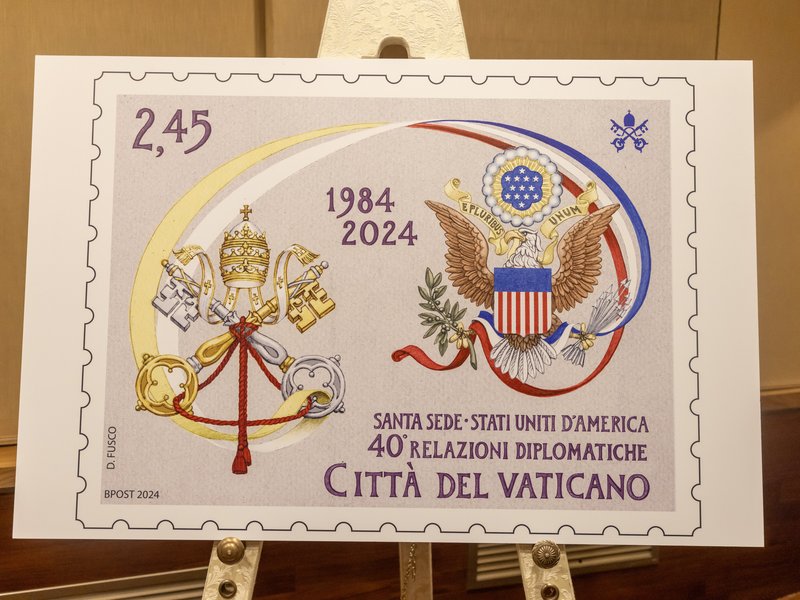 2,45
1984
2024
E PLURIBUS UNUM
SANTA SEDE · STATI UNITI D'AMERICA
40° RELAZIONI DIPLOMATICHE
CITTÀ DEL VATICANO
D. FUSCO
BPOST 2024